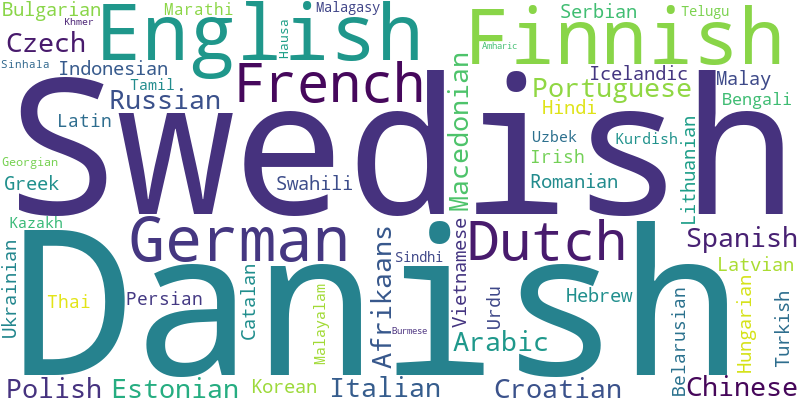 Bulgarian
English
Marathi
Khmer
Hausa
Malagasy
Finnish
Serbian
Telugu
Amharic
Czech
Sinhala
Indonesian
Tamil
French
Russian
Latin
Icelandic
Portuguese
Malay
Hindi
Bengali
Macedonian
Swedish
Uzbek
Kurdish
Irish
Lithuanian
Georgian
Greek
Swahili
Romanian
Kazakh
German
Dutch
Spanish
Ukrainian
Danish
Afrikaans
Sindhi
Vietnamese
Latvian
Thai
Persian
Catalan
Malayalam
Urdu
Hebrew
Belarusian
Hungarian
Turkish
Burmese
Arabic
Polish
Estonian
Korean
Italian
Croatian
Chinese